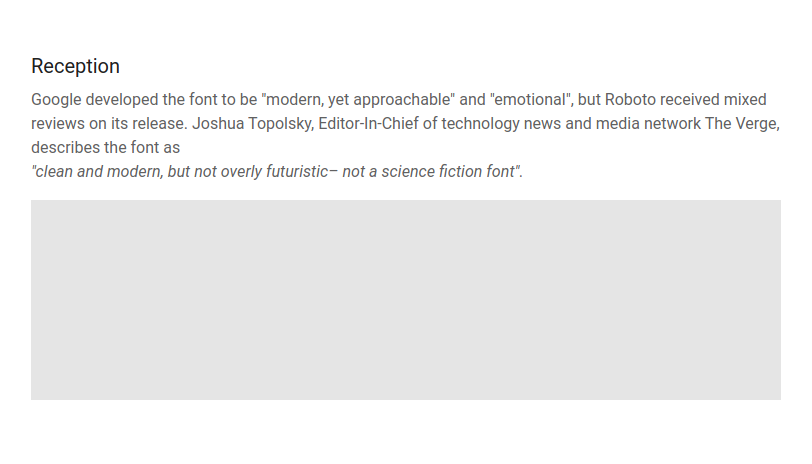 Reception
Google developed the font to be "modern, yet approachable" and "emotional", but Roboto received mixed
reviews on its release. Joshua Topolsky, Editor-In-Chief of technology news and media network The Verge,
describes the font as
"clean and modern, but not overly futuristic– not a science fiction font".